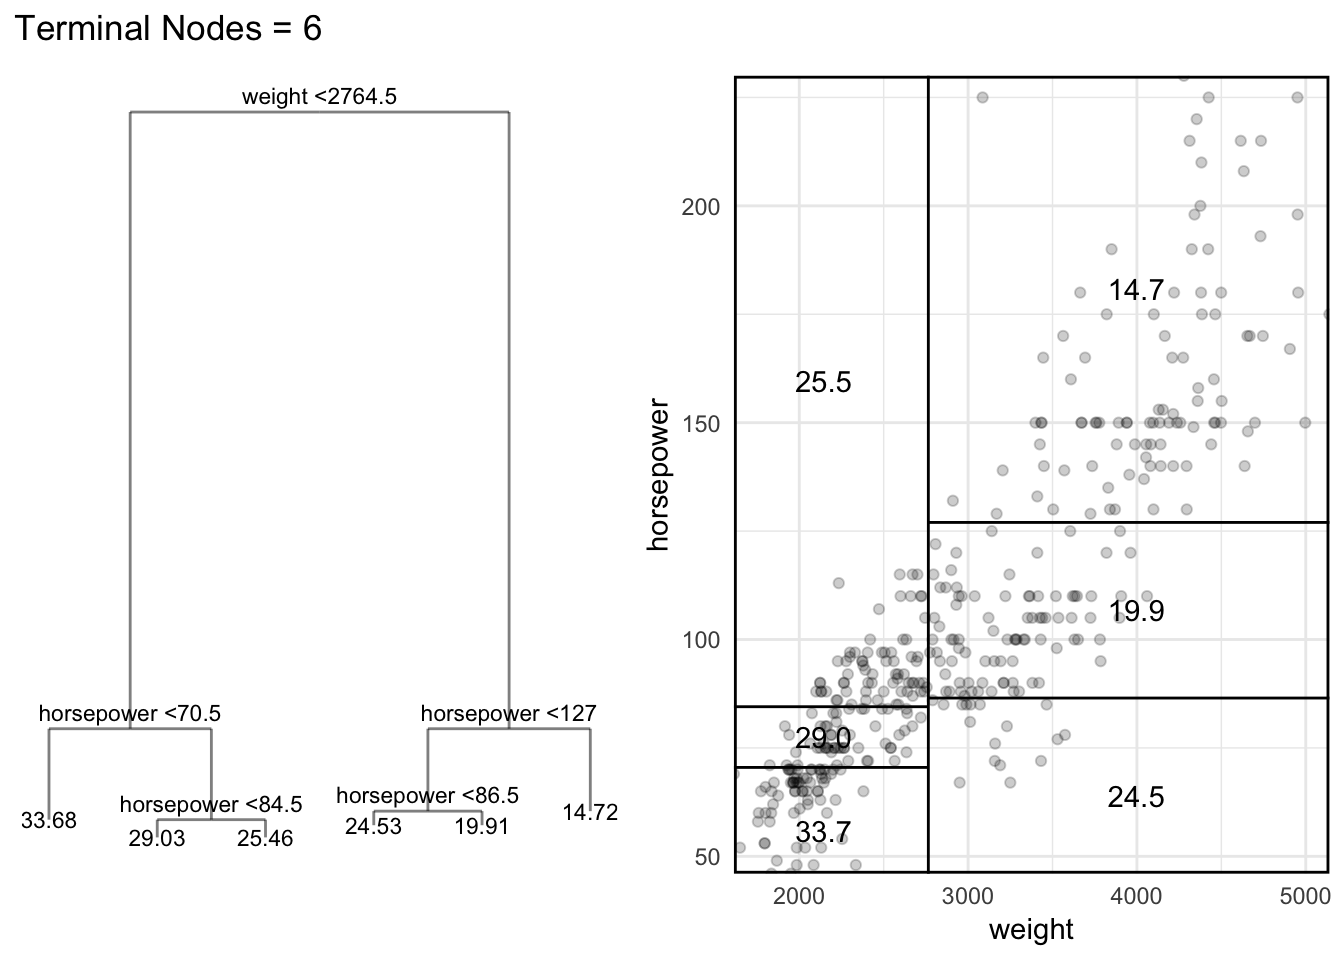 Terminal Nodes = 6
weight <2764.5
horsepower <70.5
horsepower <127
horsepower <86.5
horsepower <84.5
33.68
29.03
25.46
24.53
19.91
14.72
horsepower
200
150
100
50
14.7
25.5
19.9
29.0
24.5
33.7
2000
3000
4000
5000
weight